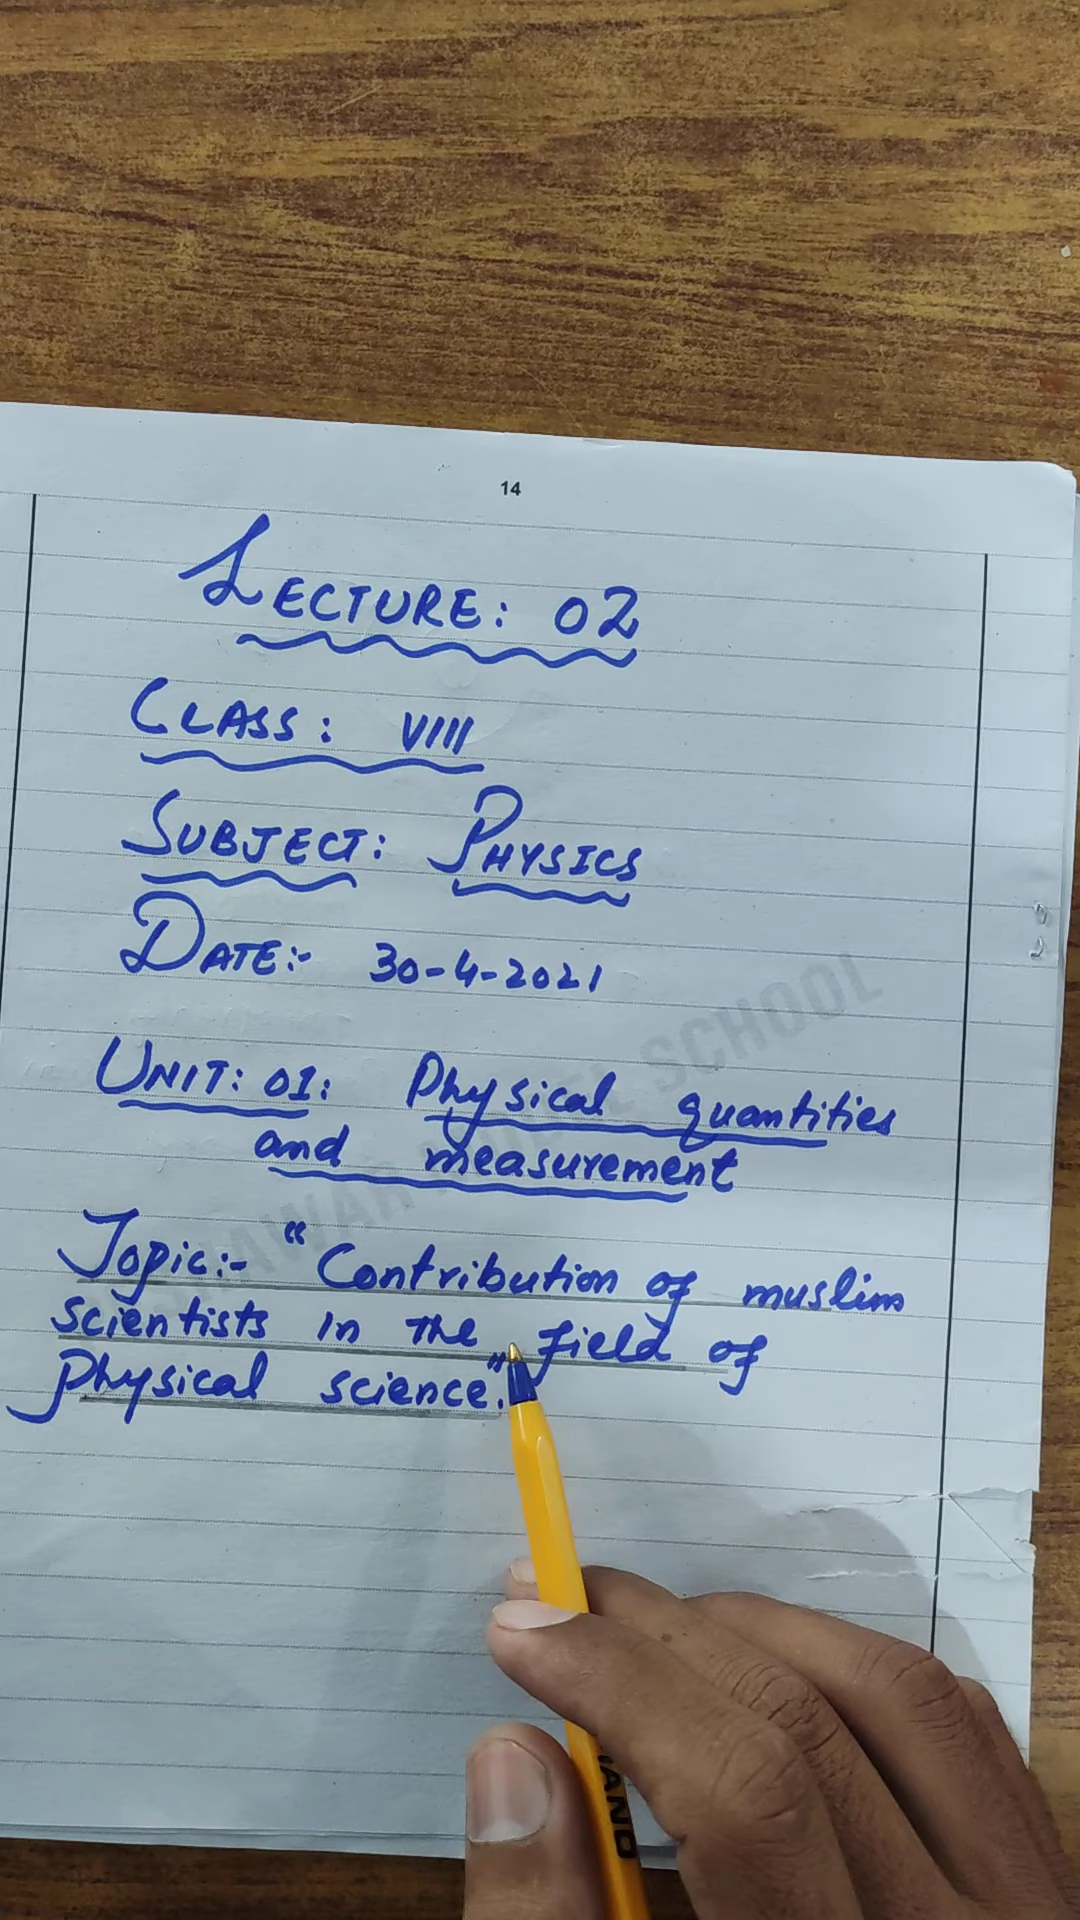 14
LECTURE: 02
CLASS: VIII
SUBJECT: PHYSICS
DATE:- 30-4-2021
UNIT: 01: Physical quantities
and measurement
Topic:- "Contribution of muslim
scientists in the field of
Physical science."
SCHOOL